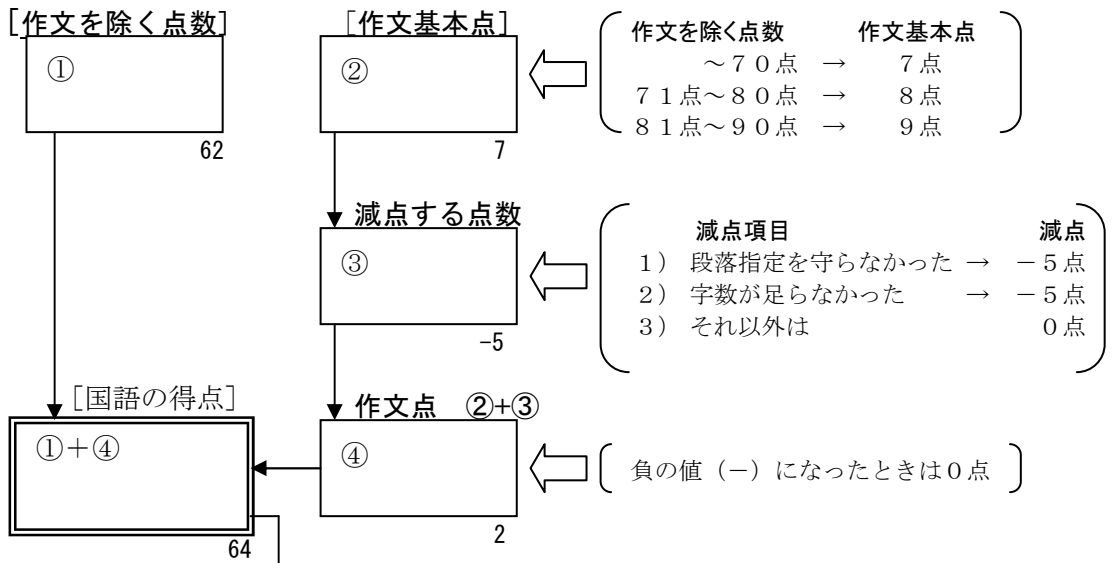 [作文を除く点数]
①
62
[作文基本点]
②
7
作文を除く点数 作文基本点
～７０点 → ７点
７１点～８０点 → ８点
８１点～９０点 → ９点
減点する点数
③
-5
減点項目 減点
１） 段落指定を守らなかった → －５点
２） 字数が足らなかった → －５点
３） それ以外は ０点
[国語の得点]
①＋④
64
作文点 ②+③
④
2
負の値（－）になったときは０点